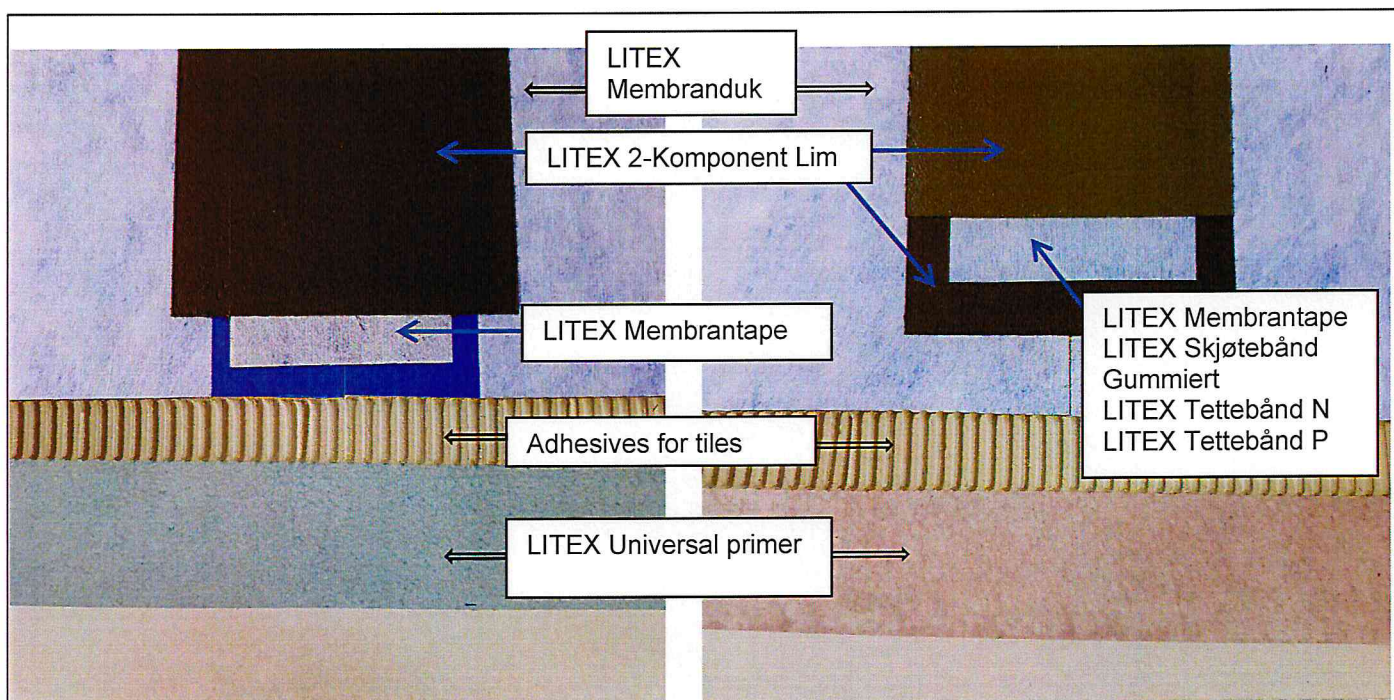 LITEX
Membranduk
LITEX 2-Komponent Lim
LITEX Membrantape
LITEX Membrantape
LITEX Skjøtebånd
Gummiert
LITEX Tettebånd N
LITEX Tettebånd P
Adhesives for tiles
LITEX Universal primer